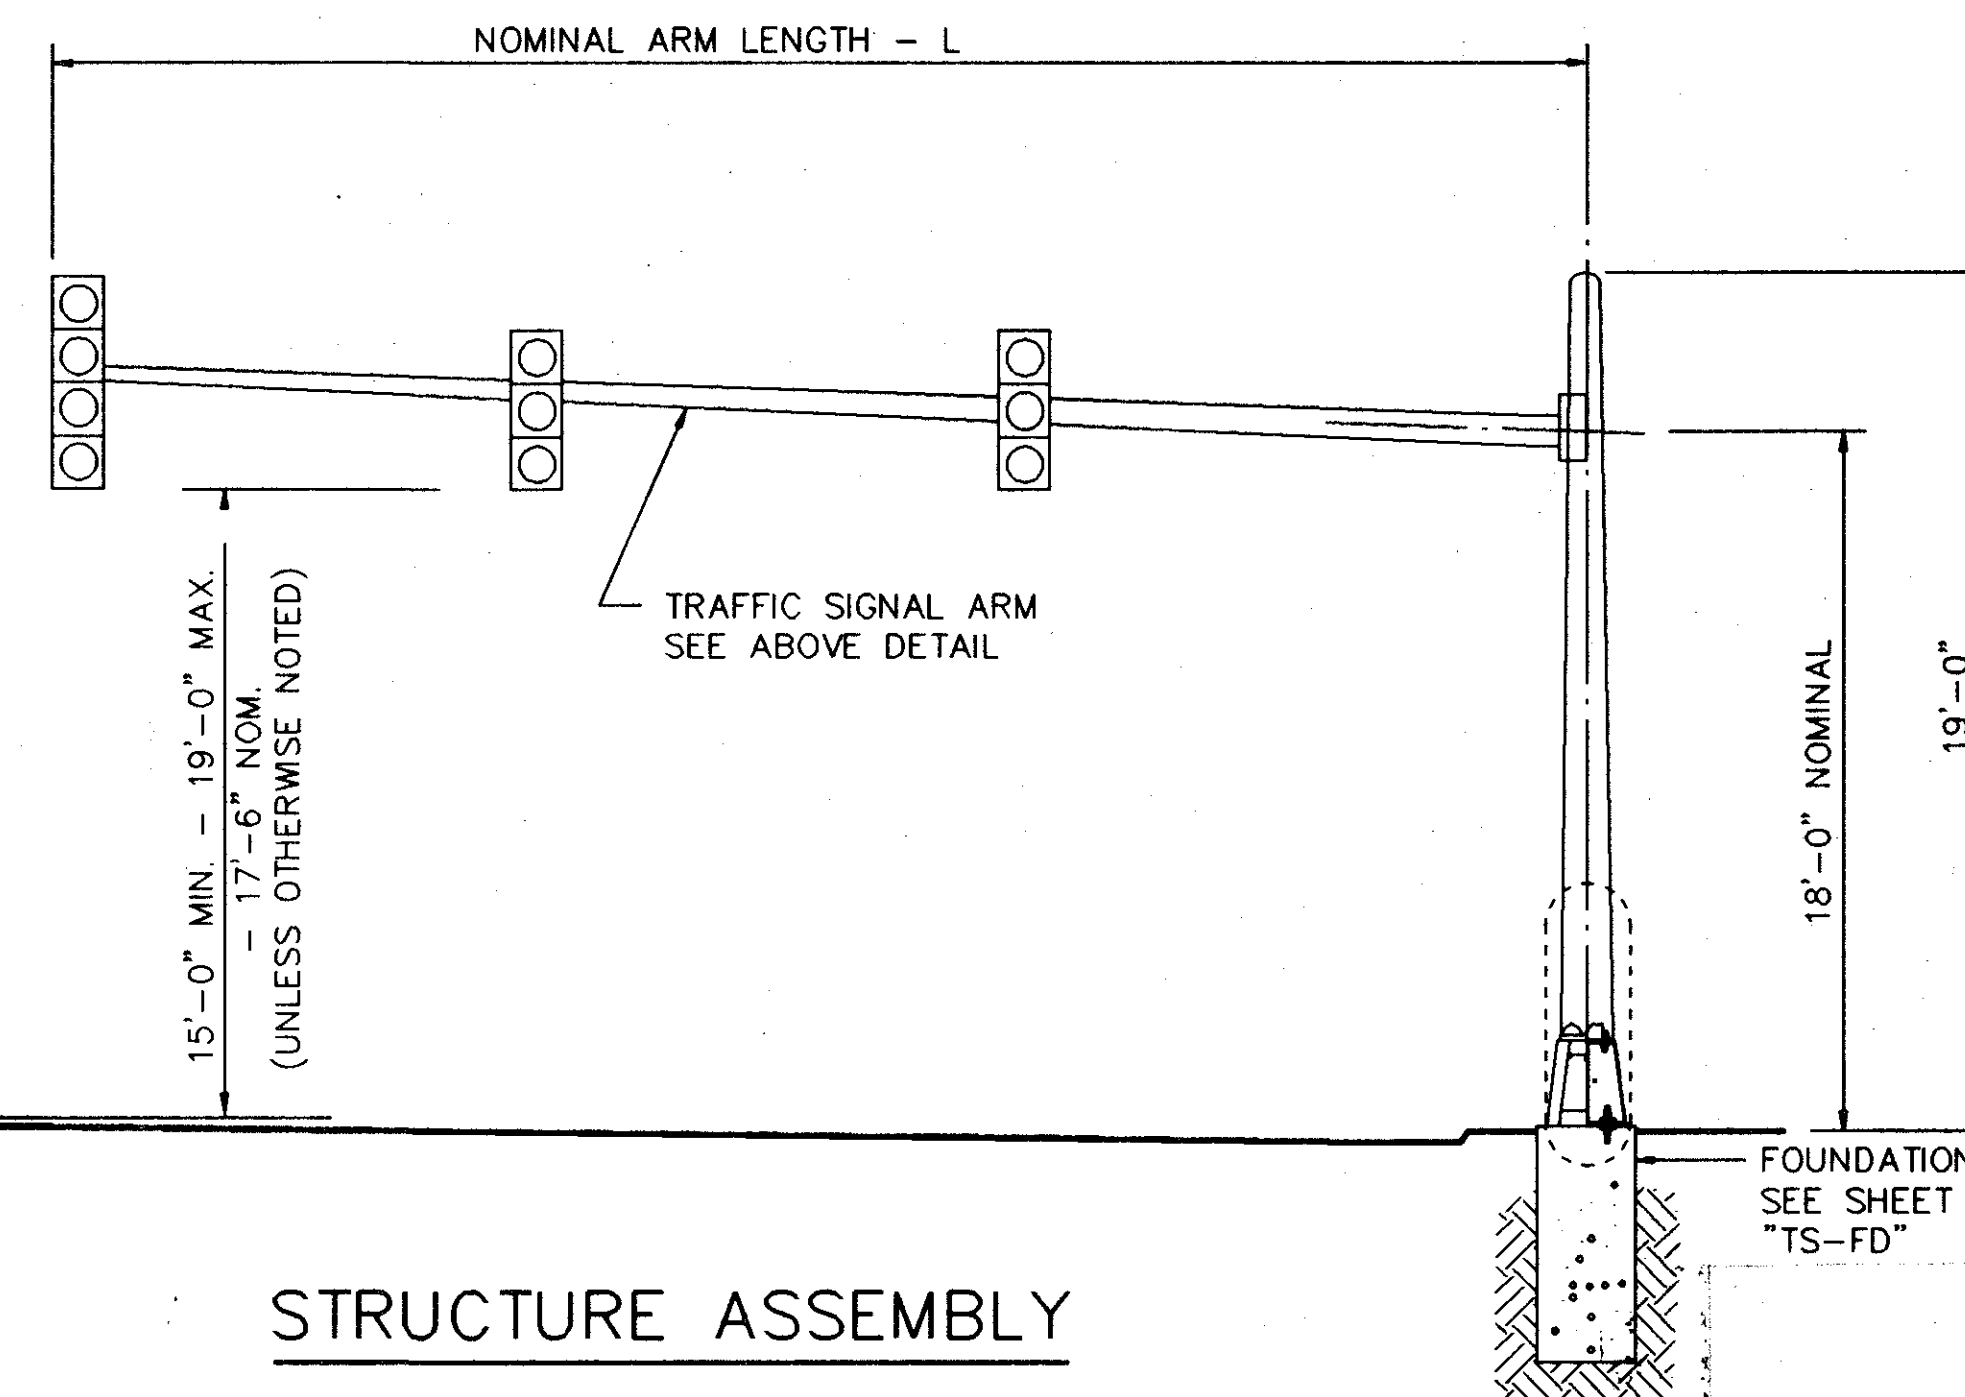 NOMINAL ARM LENGTH - L
TRAFFIC SIGNAL ARM
SEE ABOVE DETAIL
15'-0" MIN. - 19'-0" MAX.
- 17'-6" NOM.
(UNLESS OTHERWISE NOTED)
18'-0" NOMINAL
19'-0"
FOUNDATION
SEE SHEET
"TS-FD"
STRUCTURE ASSEMBLY